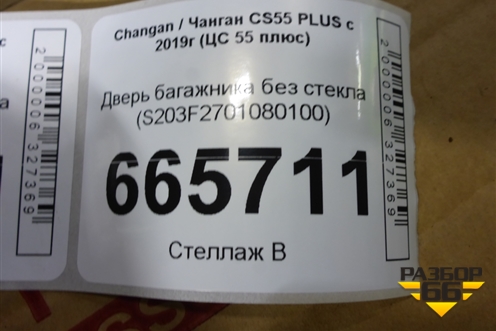 Changan / Чанган CS55 PLUS с
2019г (ЦС 55 плюс)
Дверь багажника без стекла
(S203F2701080100)
665711
Стеллаж В
2000006327369
2000006327369
с
а
РАЗБОР
66